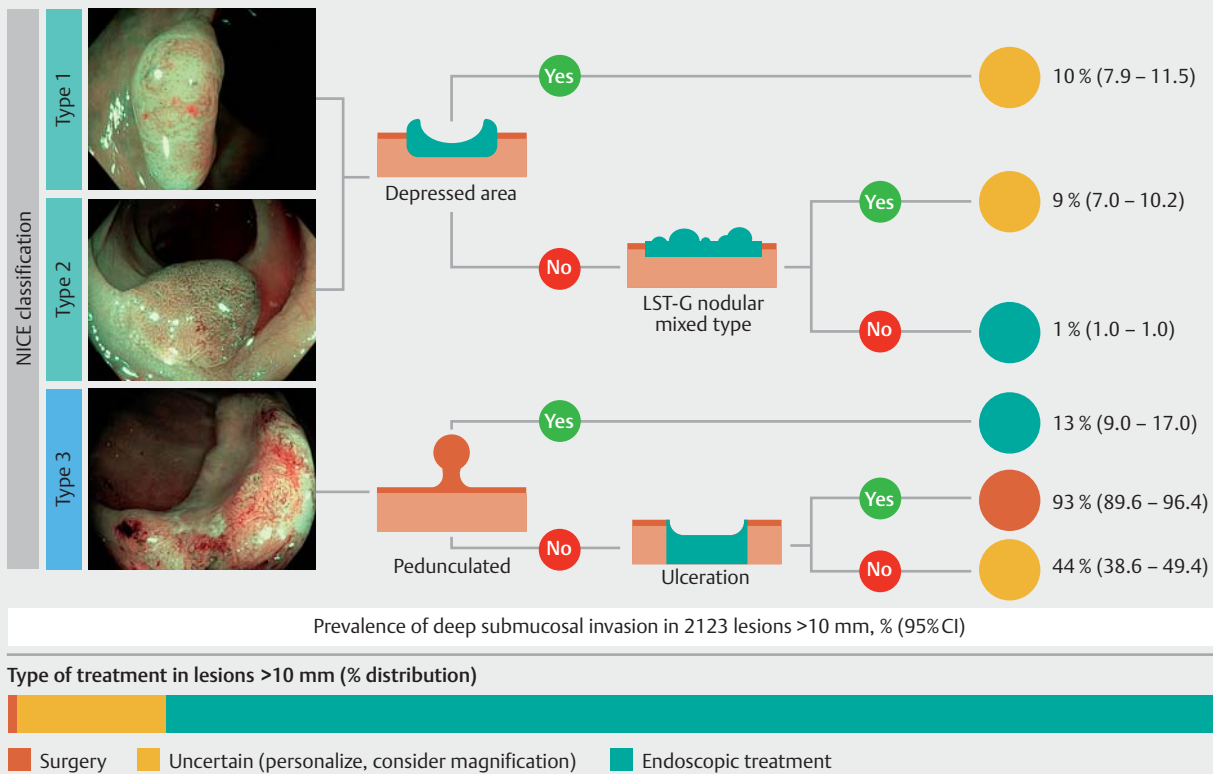 NICE classification
Type 1
Type 2
Type 3
Depressed area
Yes
10 % (7.9 – 11.5)
No
LST-G nodular
mixed type
Yes
9 % (7.0 – 10.2)
No
1 % (1.0 – 1.0)
Pedunculated
Yes
13 % (9.0 – 17.0)
No
Ulceration
Yes
93 % (89.6 – 96.4)
No
44 % (38.6 – 49.4)
Prevalence of deep submucosal invasion in 2123 lesions >10 mm, % (95%CI)
Type of treatment in lesions >10 mm (% distribution)
Surgery
Uncertain (personalize, consider magnification)
Endoscopic treatment